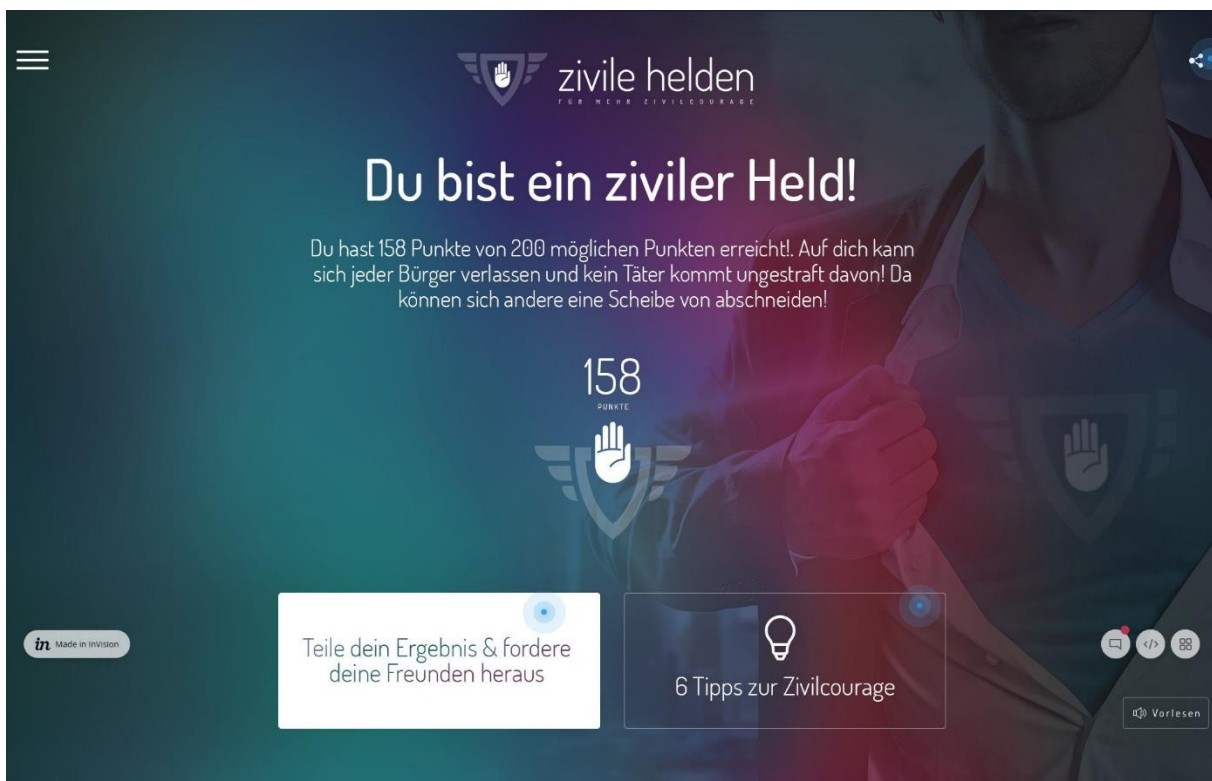 zivile helden
FÜR MEHR ZIVILCOURAGE
Du bist ein ziviler Held!
Du hast 158 Punkte von 200 möglichen Punkten erreicht!. Auf dich kann
sich jeder Bürger verlassen und kein Täter kommt ungestraft davon! Da
können sich andere eine Scheibe von abschneiden!
158
PUNKTE
Teile dein Ergebnis & fordere
deine Freunden heraus
6 Tipps zur Zivilcourage
in Made in InVision
</>
Vorlesen